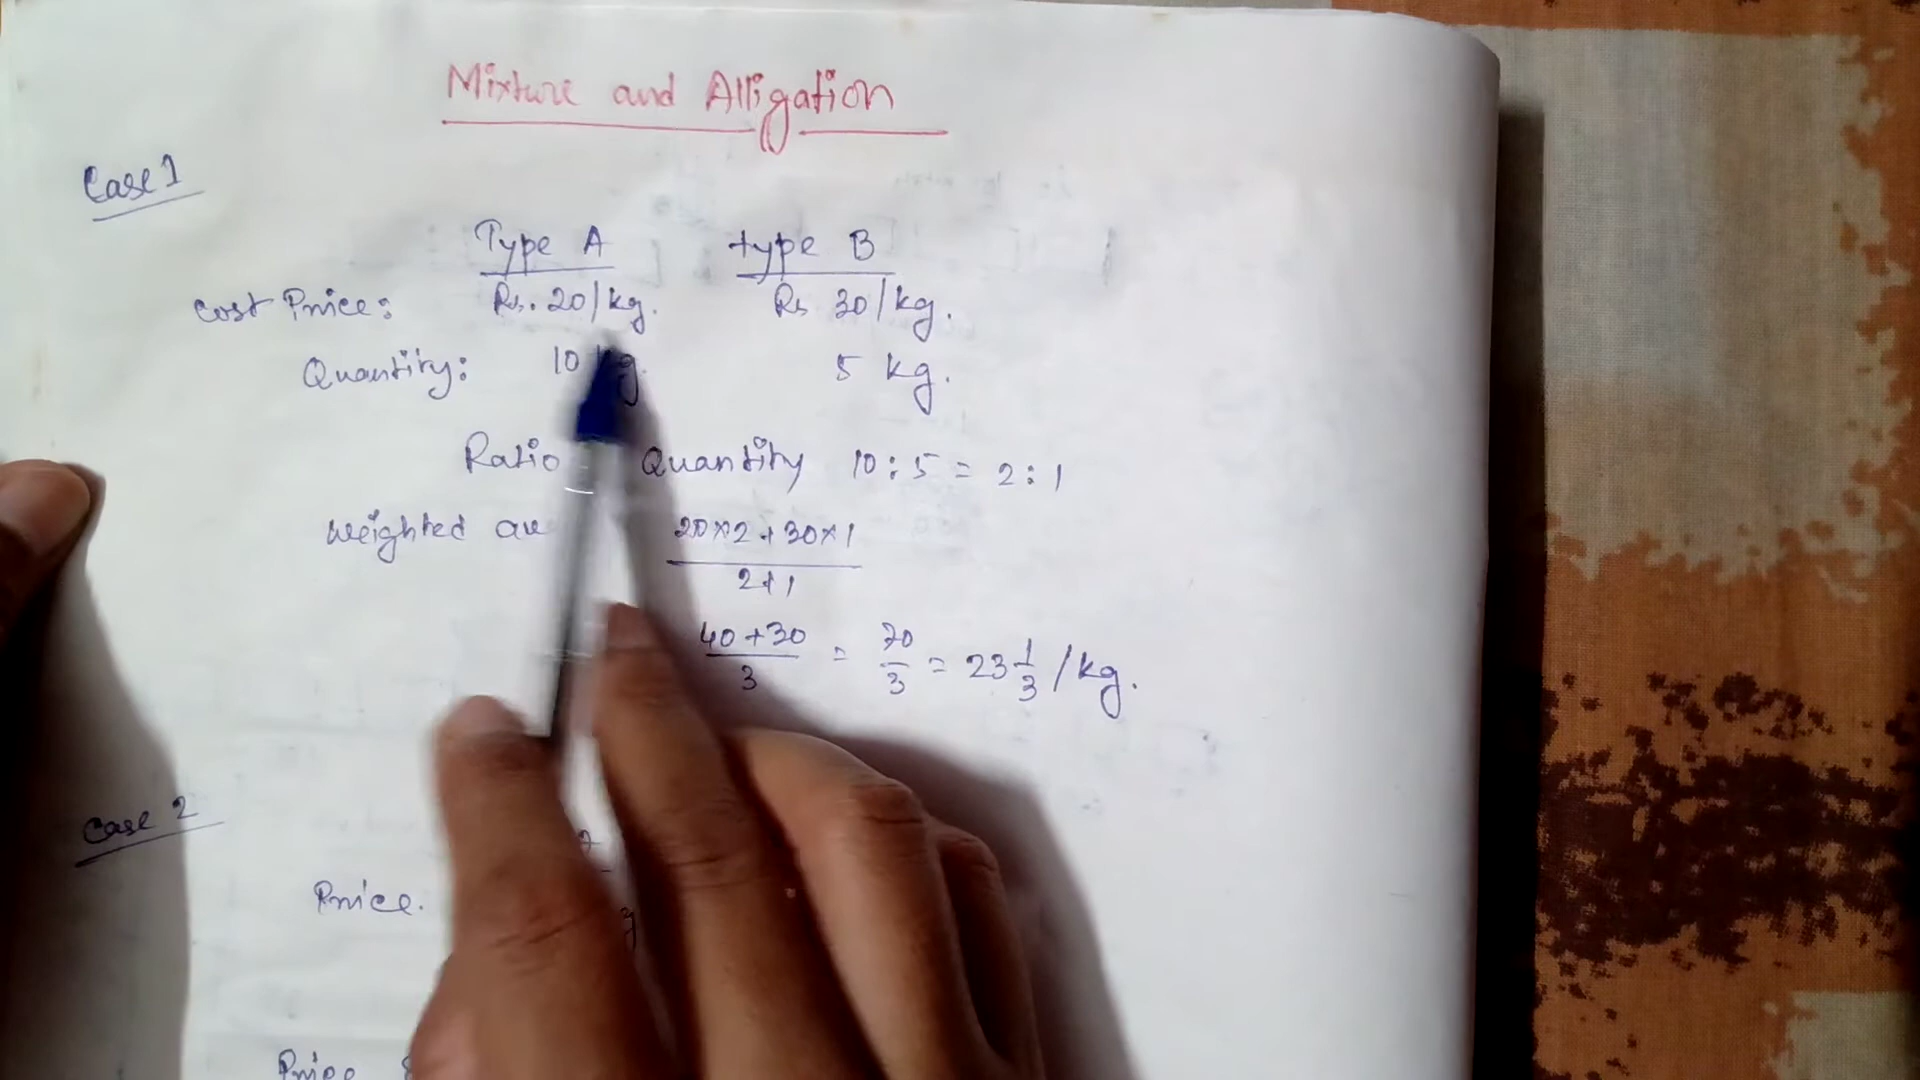 Mixture and Alligation
Case 1
Type A type B
Cost Price: Rs. 20/kg. Rs 30/kg.
Quantity: 10 kg. 5 kg.
Ratio Quantity 10:5 = 2:1
Weighted 20×2+30×1
2+1
40+30 = 70 = 23 1/3 /kg.
3 3
Case 2
Price.
Price